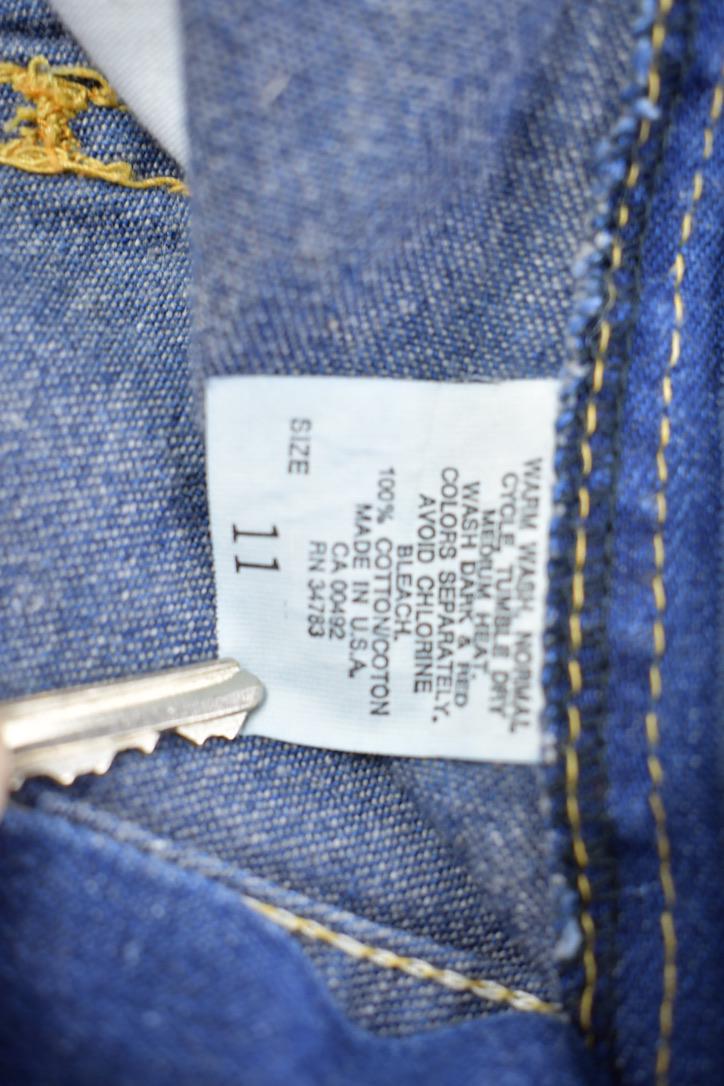 WARM WASH, NORMAL
CYCLE, TUMBLE DRY
MEDIUM HEAT.
WASH DARK & RED
COLORS SEPARATELY.
AVOID CHLORINE
BLEACH.
100% COTTON/COTON
MADE IN U.S.A.
CA 00492
RN 34783
SIZE 11